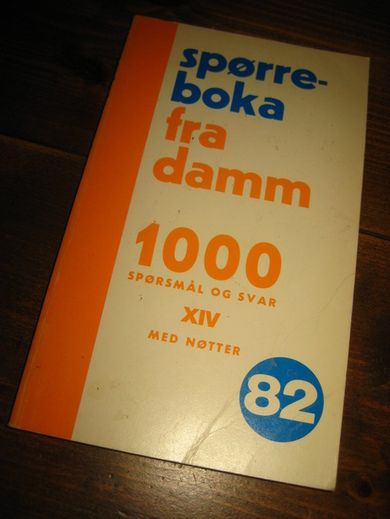 spørre-
boka
fra
damm
1000
SPØRSMÅL OG SVAR
XIV
MED NØTTER
82